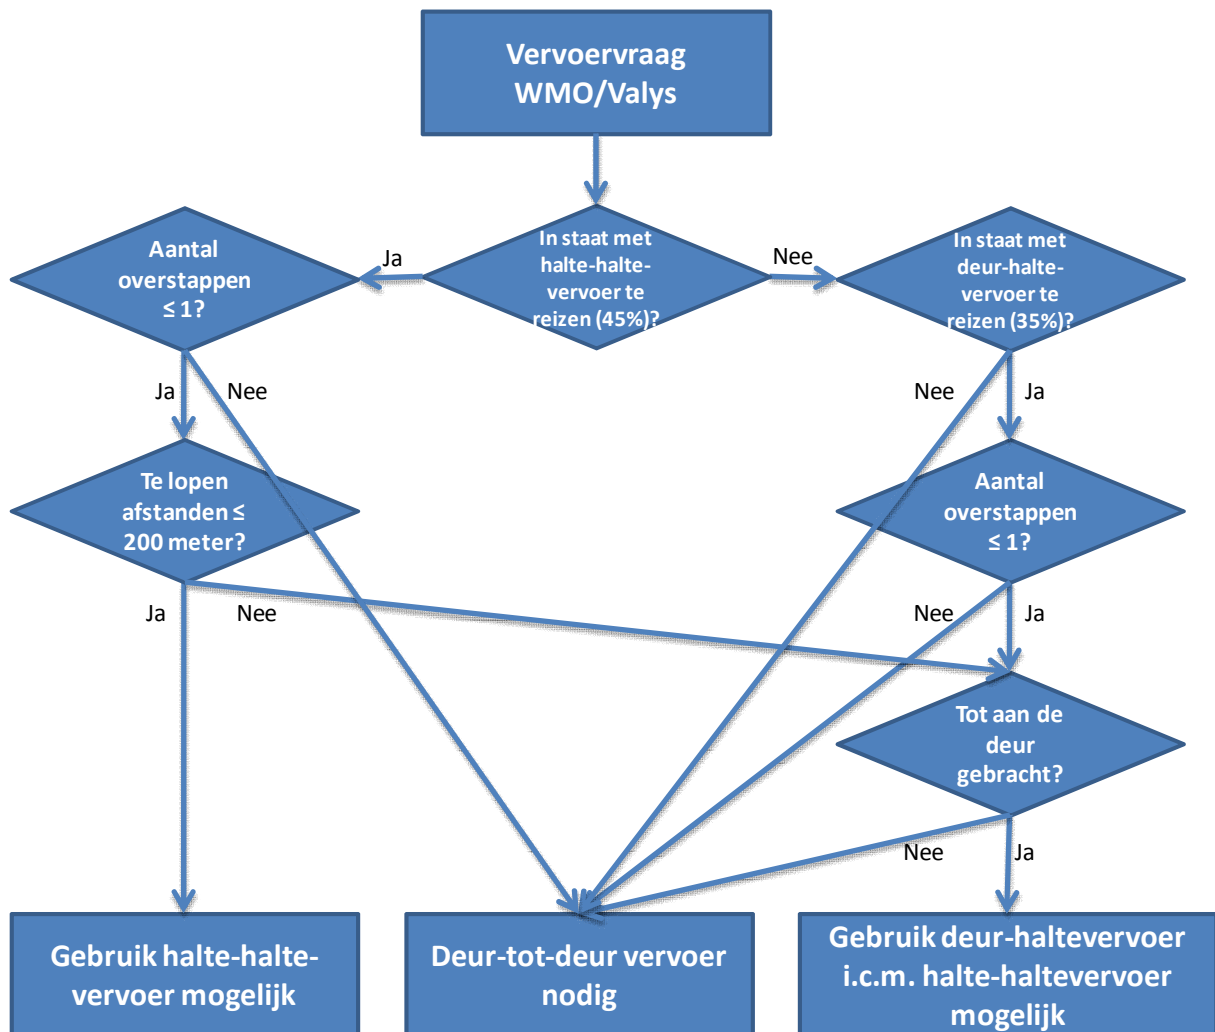 Vervoervraag
WMO/Valys
Aantal
overstappen
≤ 1?
Ja
In staat met
halte-halte-
vervoer te
reizen (45%)?
Nee
In staat met
deur-halte-
vervoer te
reizen (35%)?
Ja
Nee
Nee
Ja
Te lopen
afstanden ≤
200 meter?
Aantal
overstappen
≤ 1?
Ja
Nee
Nee
Ja
Tot aan de
deur
gebracht?
Nee
Ja
Gebruik halte-halte-
vervoer mogelijk
Deur-tot-deur vervoer
nodig
Gebruik deur-haltevervoer
i.c.m. halte-haltevervoer
mogelijk